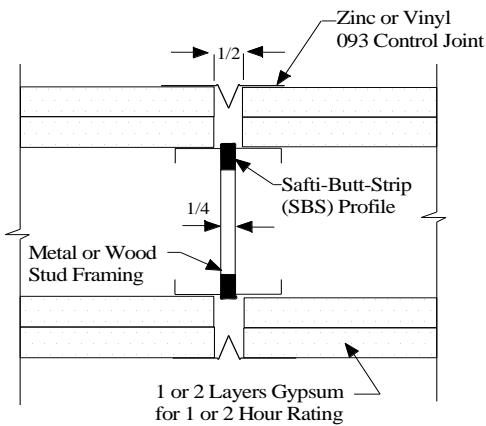 Zinc or Vinyl
093 Control Joint
1/2
Safti-Butt-Strip
(SBS) Profile
1/4
Metal or Wood
Stud Framing
1 or 2 Layers Gypsum
for 1 or 2 Hour Rating